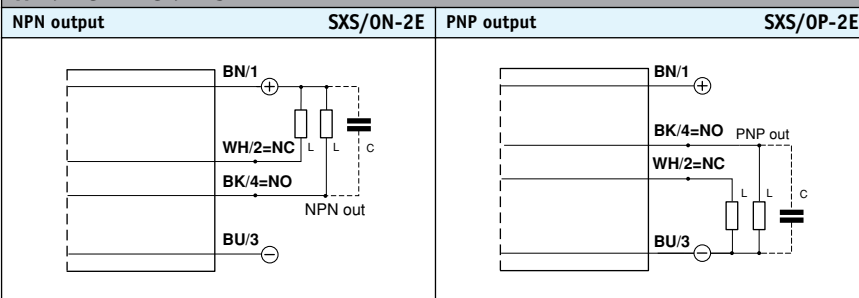 NPN output SXS/0N-2E
PNP output SXS/0P-2E
BN/1
WH/2=NC
L L C
BK/4=NO
NPN out
BU/3
BN/1
BK/4=NO PNP out
WH/2=NC
L L C
BU/3